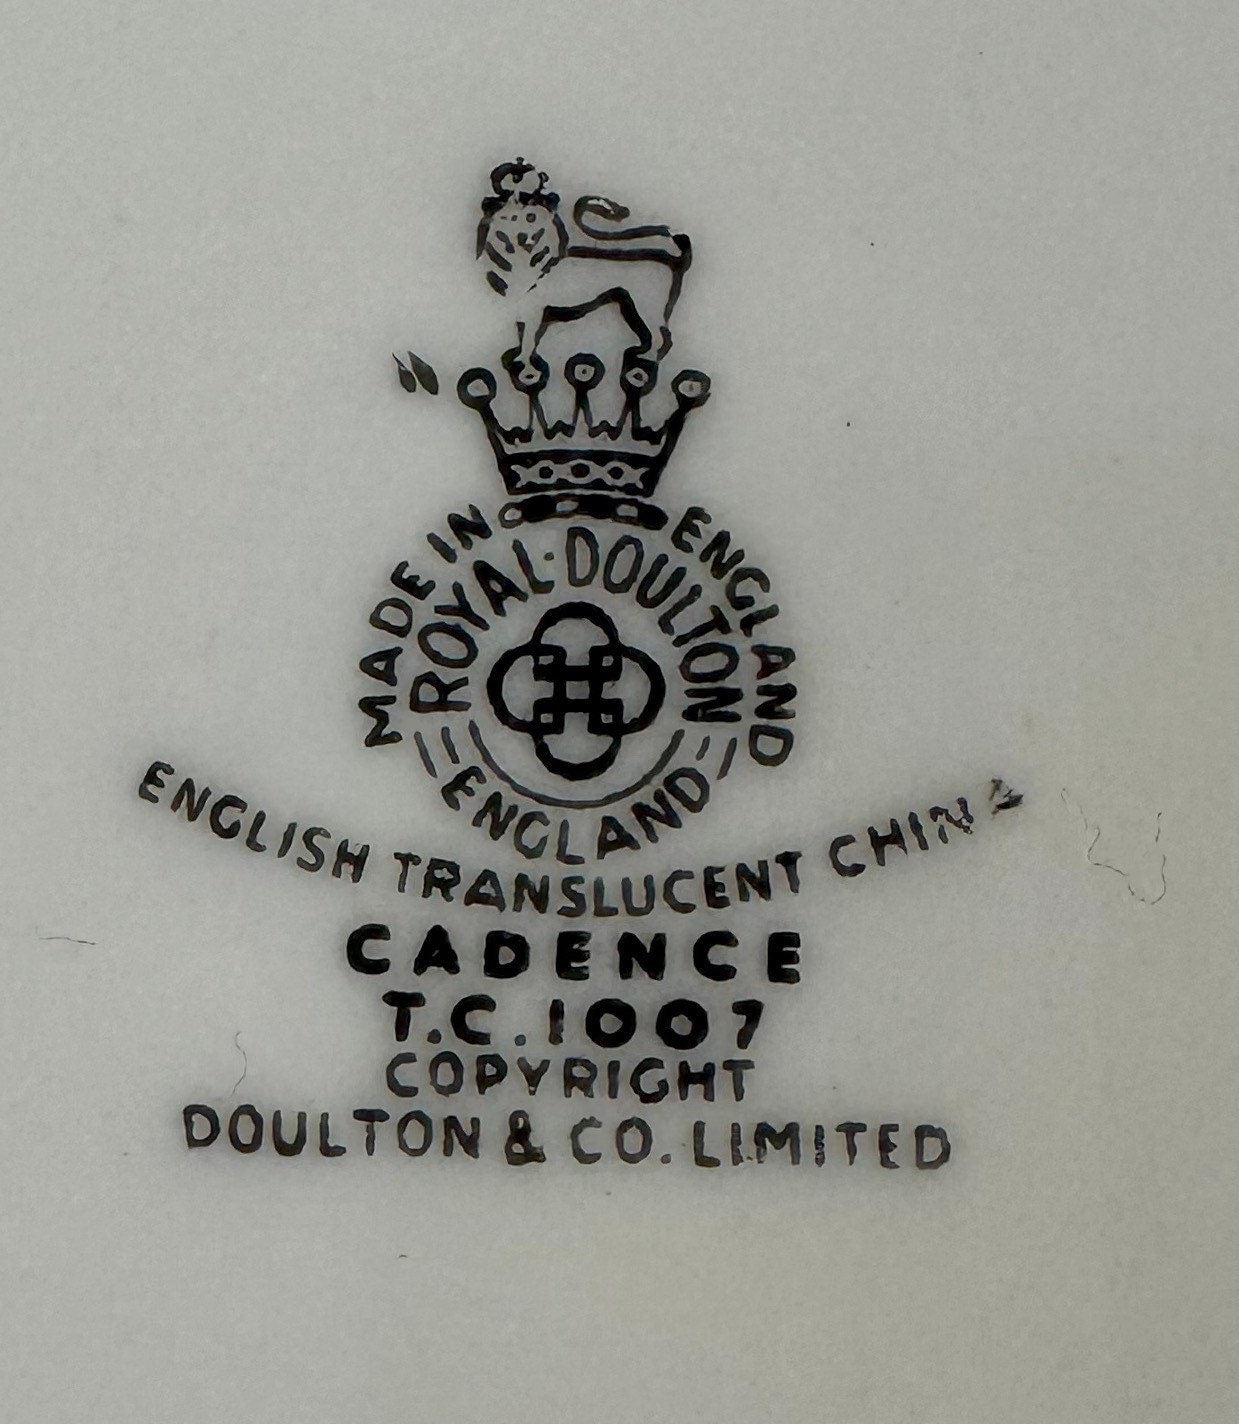 MADE IN ENGLAND
ROYAL·DOULTON
ENGLAND
ENGLISH TRANSLUCENT CHINA
CADENCE
T.C.1007
COPYRIGHT
DOULTON & CO. LIMITED